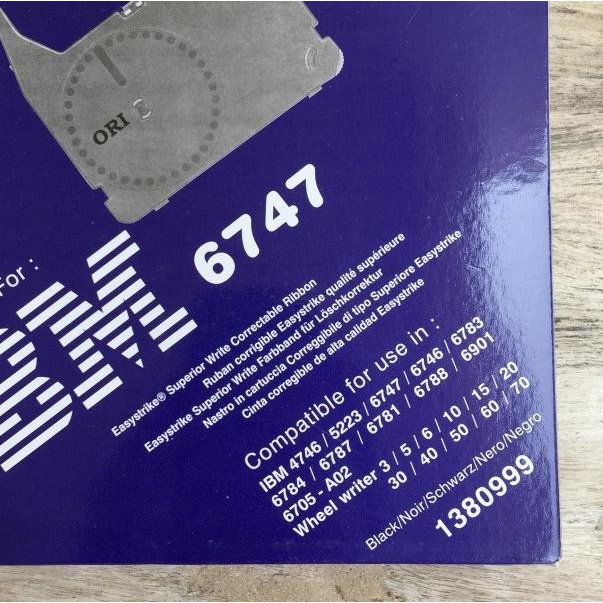 ORI
For :
BM 6747
Easystrike® Superior Write Correctable Ribbon
Ruban corrigible Easystrike qualité supérieure
Easystrike Superior Write Farbband für Löschkorrektur
Nastro in cartuccia Correggibile di tipo Superiore Easystrike
Cinta corregible de alta calidad Easystrike
Compatible for use in :
IBM 4746 / 5223 / 6747 / 6746 / 6783
6784 / 6787 / 6781 / 6788 / 6901
6705 - A02
Wheel writer 3 / 5 / 6 / 10 / 15 / 20
30 / 40 / 50 / 60 / 70
Black/Noir/Schwarz/Nero/Negro
1380999